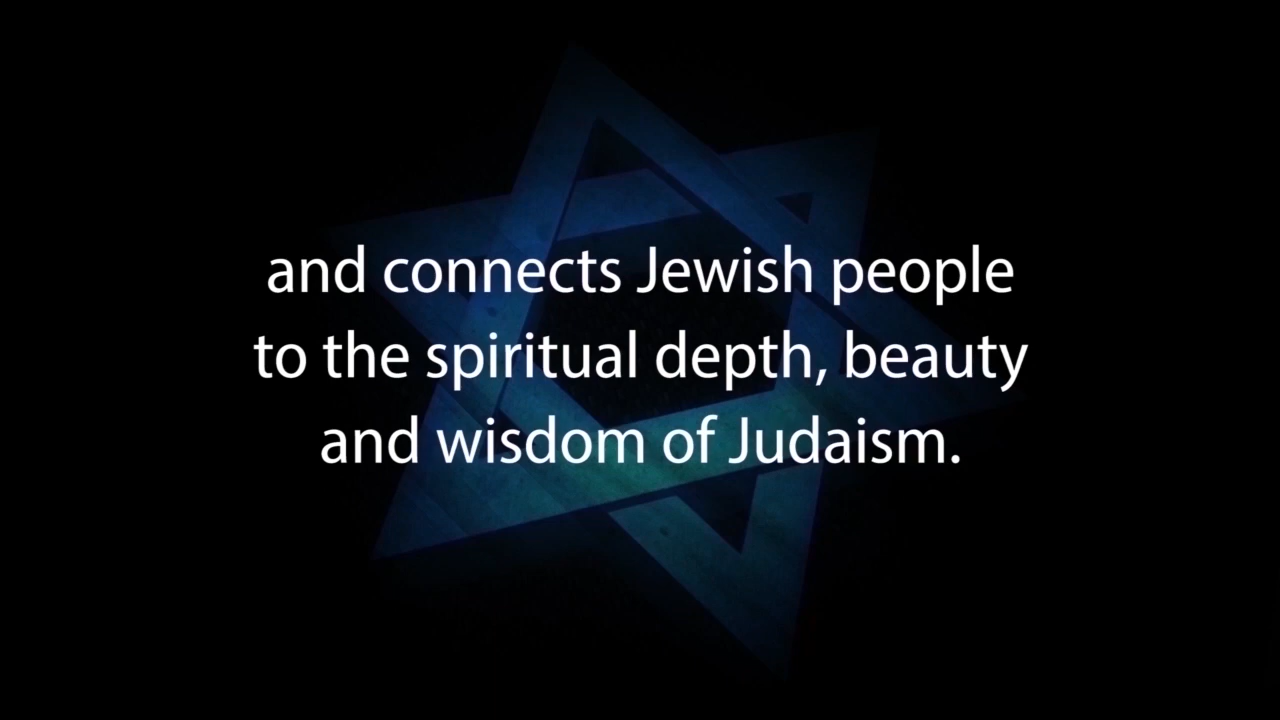 and connects Jewish people
to the spiritual depth, beauty
and wisdom of Judaism.